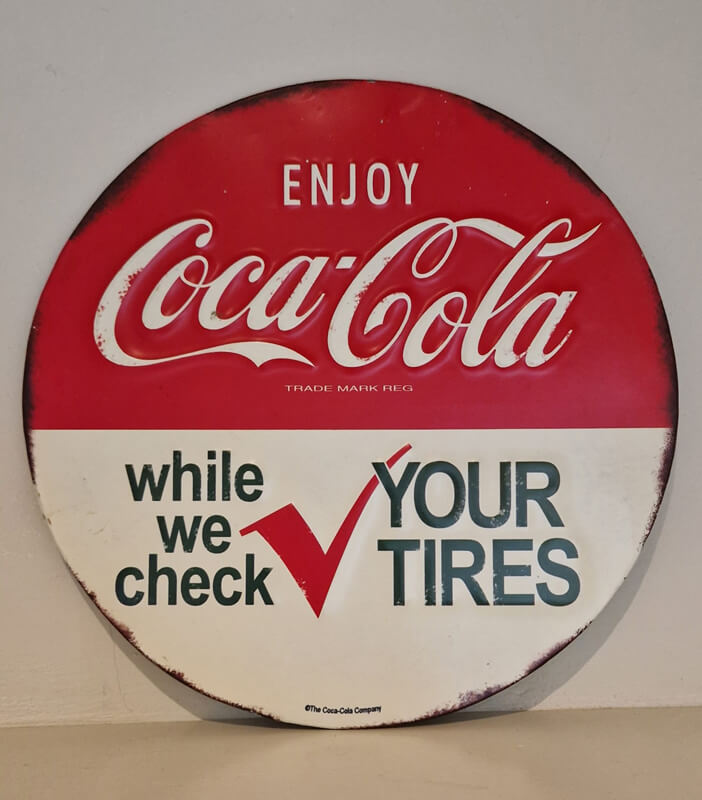 ENJOY
Coca-Cola
TRADE MARK REG
while
we
check
YOUR
TIRES
©The Coca-Cola Company